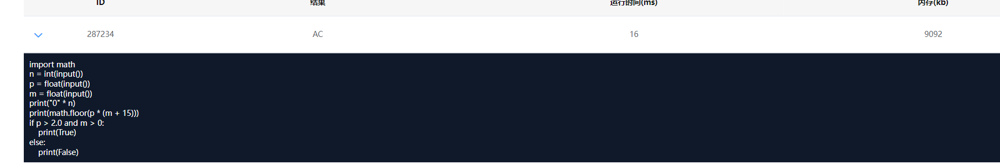 ID 结果 运行时间(ms) 内存(kb)
287234 AC 16 9092
import math
n = int(input())
p = float(input())
m = float(input())
print("0" * n)
print(math.floor(p * (m + 15)))
if p > 2.0 and m > 0:
    print(True)
else:
    print(False)